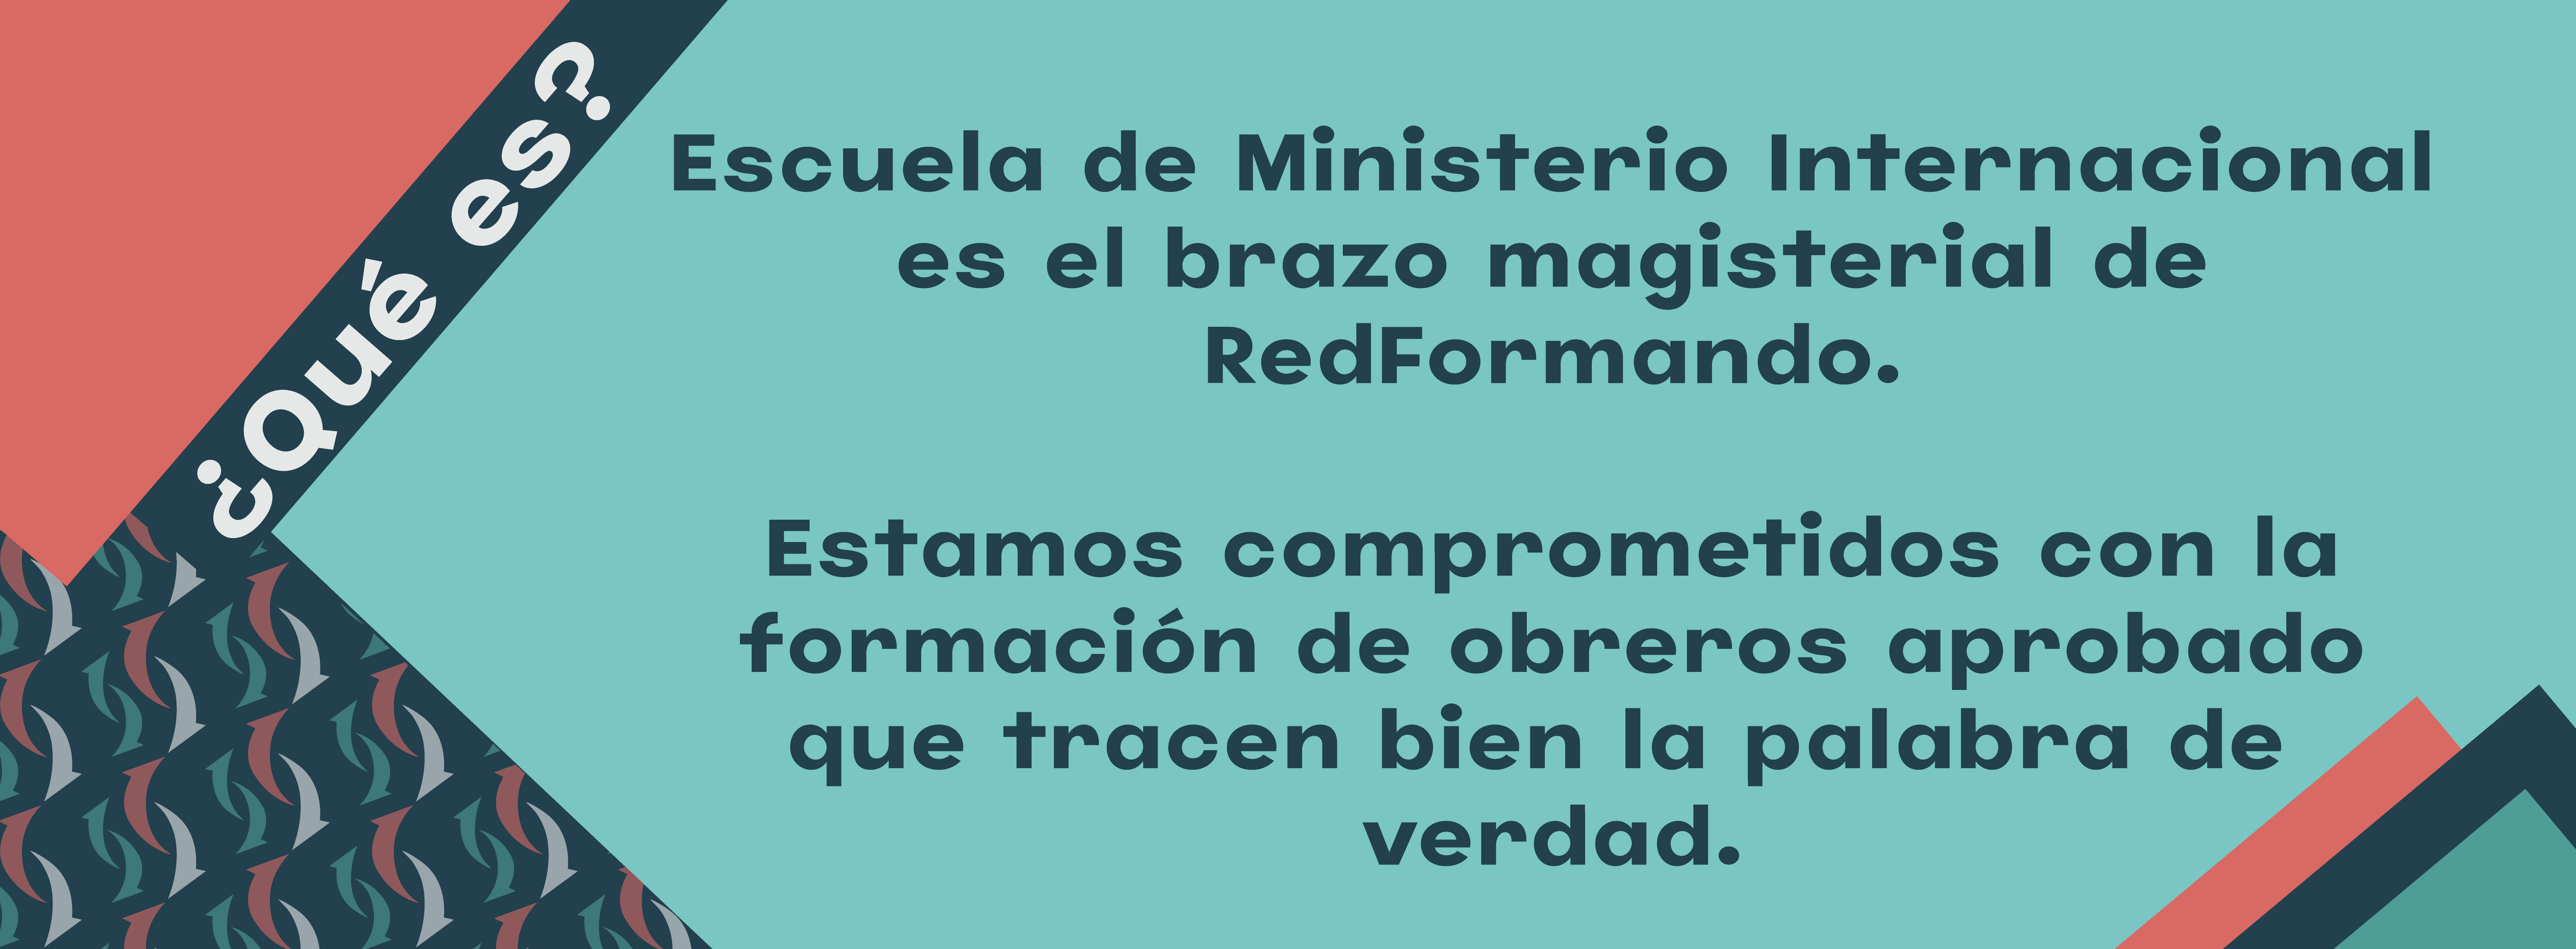 ¿Qué es?
Escuela de Ministerio Internacional
es el brazo magisterial de
RedFormando.
Estamos comprometidos con la
formación de obreros aprobado
que tracen bien la palabra de
verdad.